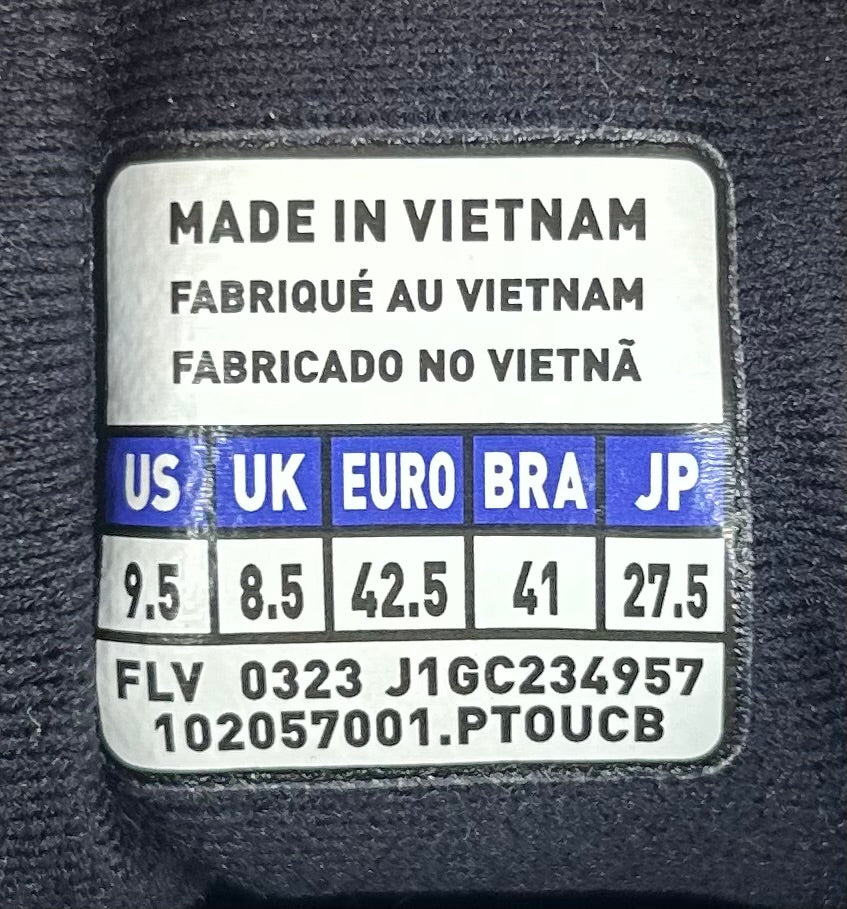 MADE IN VIETNAM
FABRIQUÉ AU VIETNAM
FABRICADO NO VIETNÃ
US UK EURO BRA JP
9.5 8.5 42.5 41 27.5
FLV 0323 J1GC234957
102057001.PTOUCB